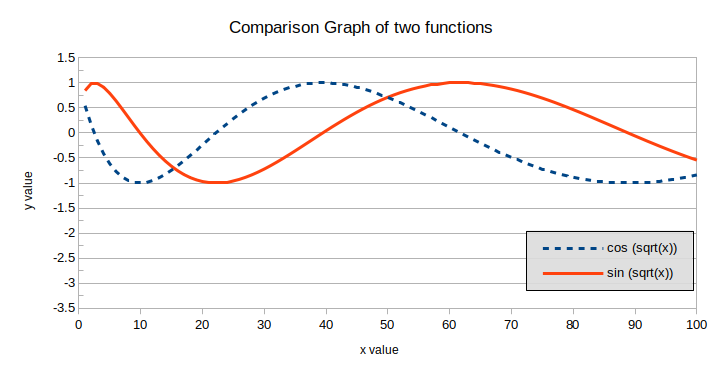 Comparison Graph of two functions
1.5
1
0.5
0
-0.5
-1
-1.5
-2
-2.5
-3
-3.5
y value
cos (sqrt(x))
sin (sqrt(x))
0 10 20 30 40 50 60 70 80 90 100
x value